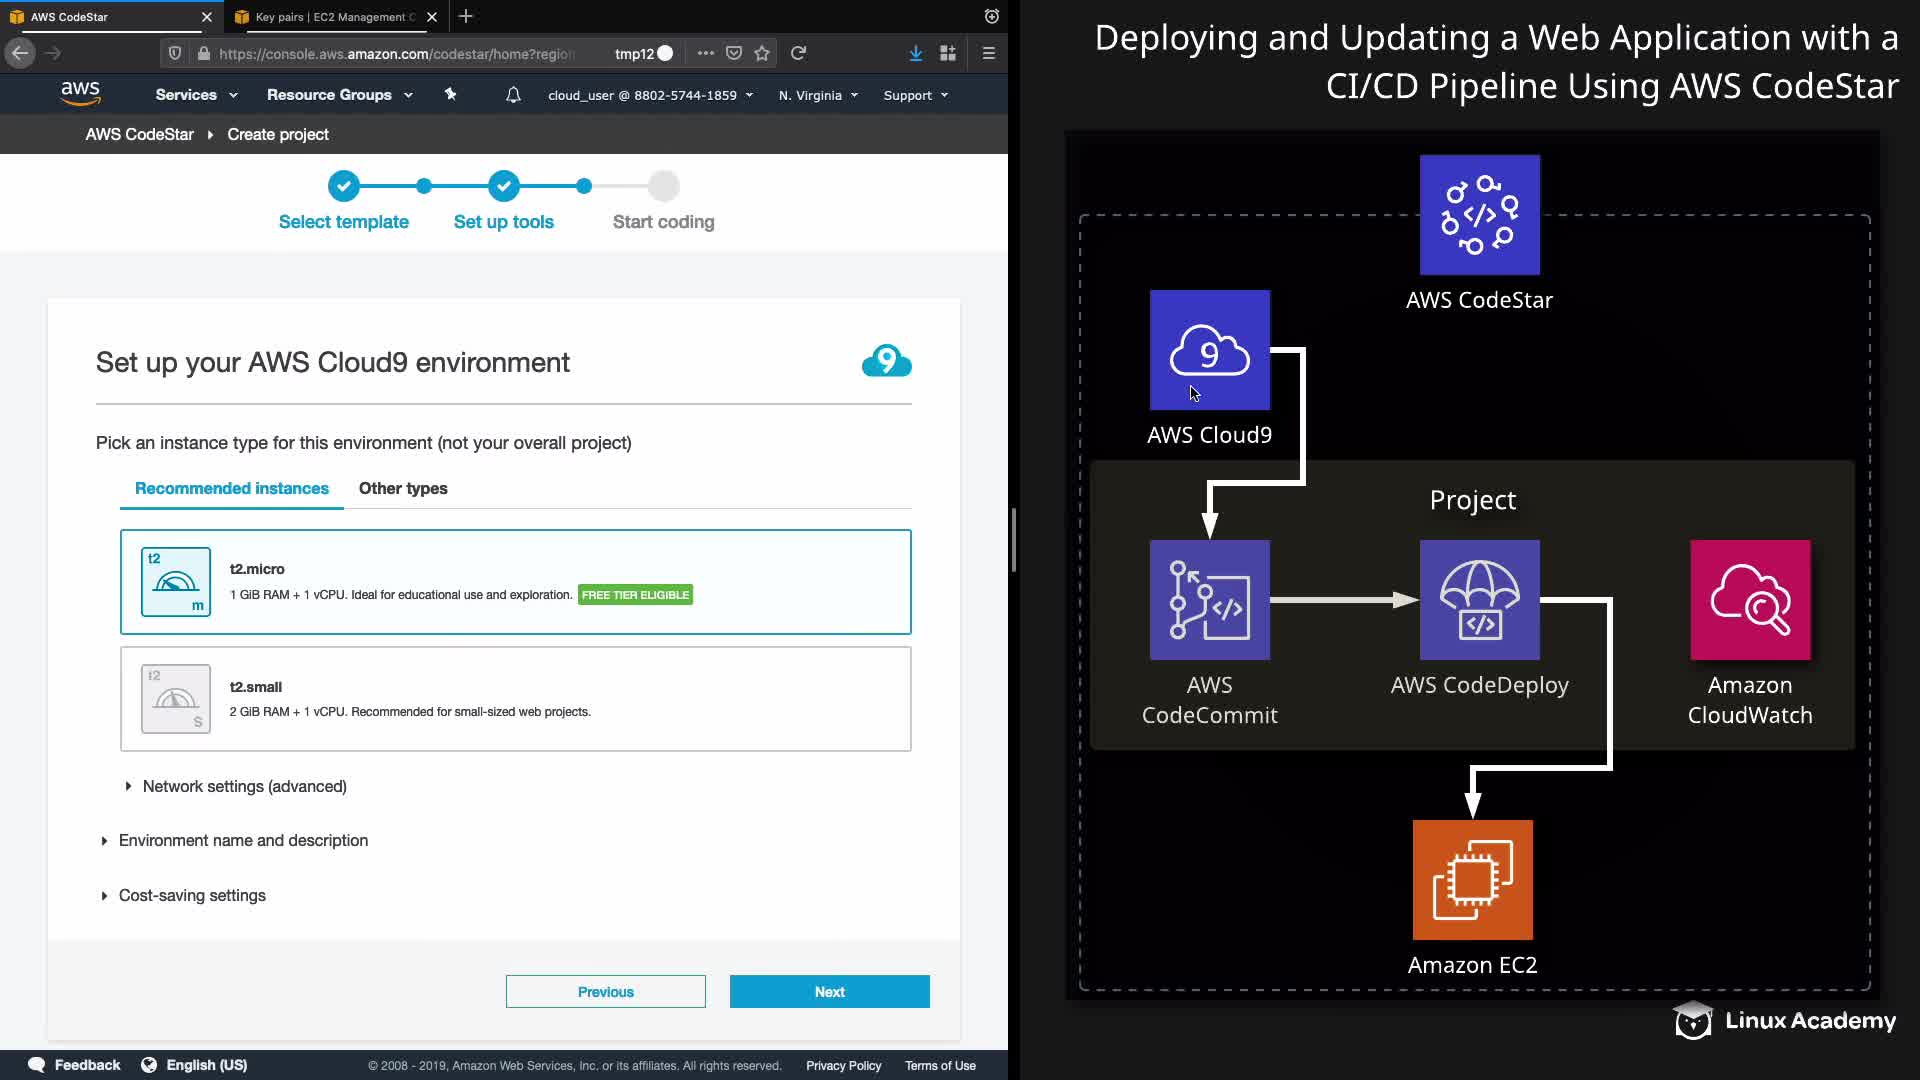 AWS CodeStar
Key pairs | EC2 Management C
https://console.aws.amazon.com/codestar/home?regio
tmp12
aws
Services
Resource Groups
cloud_user @ 8802-5744-1859
N. Virginia
Support
AWS CodeStar
Create project
Select template
Set up tools
Start coding
Set up your AWS Cloud9 environment
9
Pick an instance type for this environment (not your overall project)
Recommended instances
Other types
t2
m
t2.micro
1 GiB RAM + 1 vCPU. Ideal for educational use and exploration.
FREE TIER ELIGIBLE
t2
s
t2.small
2 GiB RAM + 1 vCPU. Recommended for small-sized web projects.
Network settings (advanced)
Environment name and description
Cost-saving settings
Previous
Next
Feedback
English (US)
© 2008 - 2019, Amazon Web Services, Inc. or its affiliates. All rights reserved.
Privacy Policy
Terms of Use
Deploying and Updating a Web Application with a
CI/CD Pipeline Using AWS CodeStar
</>
AWS CodeStar
9
AWS Cloud9
Project
</>
AWS
CodeCommit
</>
AWS CodeDeploy
Amazon
CloudWatch
Amazon EC2
Linux Academy